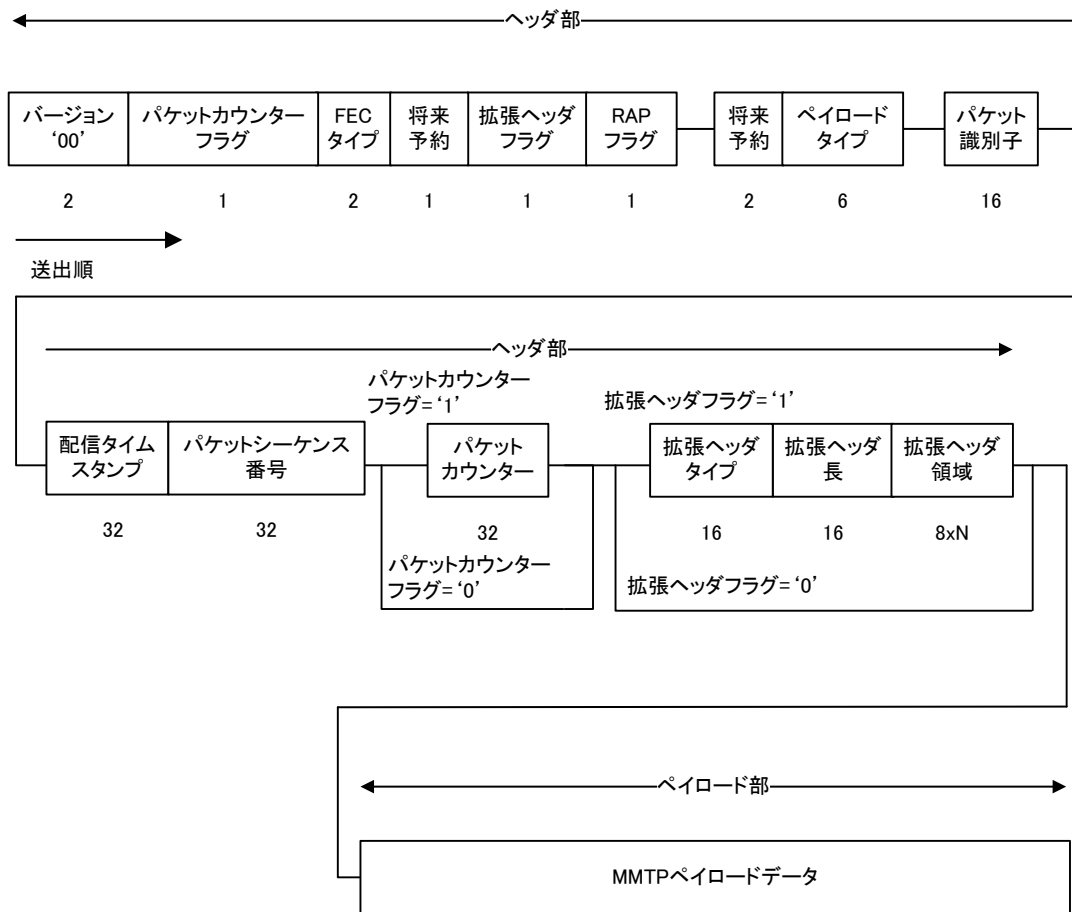 ヘッダ部
バージョン
‘00’
パケットカウンター
フラグ
FEC
タイプ
将来
予約
拡張ヘッダ
フラグ
RAP
フラグ
将来
予約
ペイロード
タイプ
パケット
識別子
2
1
2
1
1
1
2
6
16
送出順
ヘッダ部
パケットカウンター
フラグ=‘1’
拡張ヘッダフラグ=‘1’
配信タイム
スタンプ
パケットシーケンス
番号
パケット
カウンター
拡張ヘッダ
タイプ
拡張ヘッダ
長
拡張ヘッダ
領域
32
32
32
16
16
8xN
パケットカウンター
フラグ=‘0’
拡張ヘッダフラグ=‘0’
ペイロード部
MMTPペイロードデータ